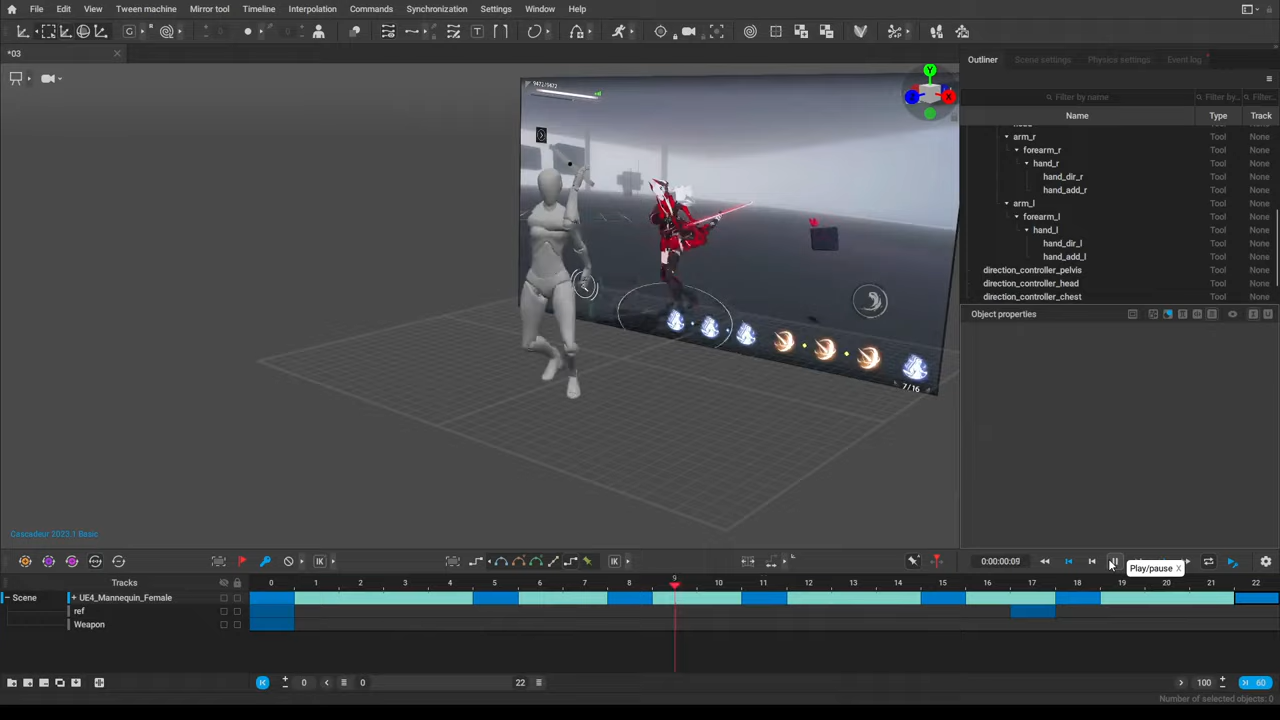 File Edit View Tween machine Mirror tool Timeline Interpolation Commands Synchronization Settings Window Help
G
T
*03
Outliner Scene settings Physics settings Event log
Filter by name Filter by... Filter...
Name Type Track
arm_r Tool None
forearm_r Tool None
hand_r Tool None
hand_dir_r Tool None
hand_add_r Tool None
arm_l Tool None
forearm_l Tool None
hand_l Tool None
hand_dir_l Tool None
hand_add_l Tool None
direction_controller_pelvis Tool None
direction_controller_head Tool None
direction_controller_chest Tool None
Object properties
9472/9472
Y
X
7/16
Cascadeur 2023.1 Basic
IK IK 0:00:00:09
Play/pause X
Tracks 0 1 2 3 4 5 6 7 8 9 10 11 12 13 14 15 16 17 18 19 20 21 22
Scene + UE4_Mannequin_Female
ref
Weapon
0 0 22 100 60
Number of selected objects: 0